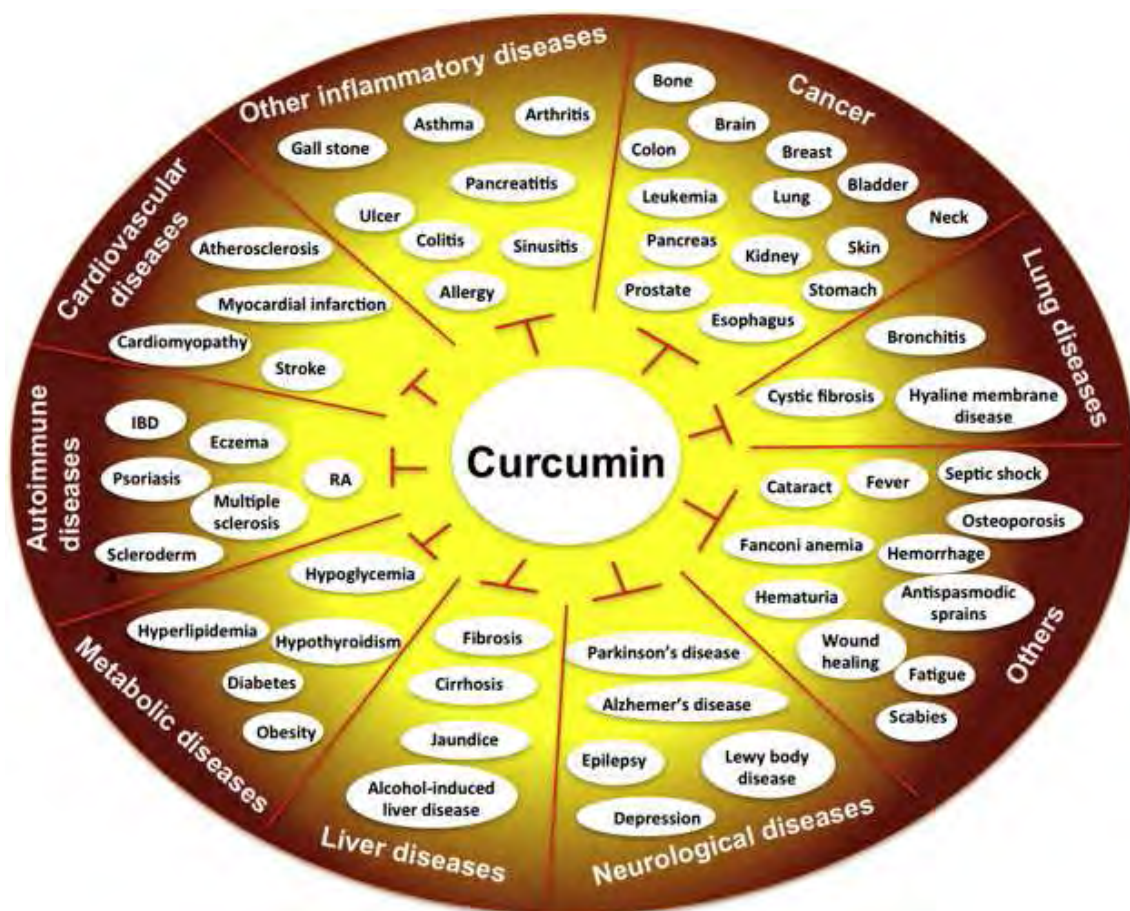 Other inflammatory diseases
Gall stone
Asthma
Arthritis
Pancreatitis
Ulcer
Colitis
Sinusitis
Allergy
Cancer
Bone
Brain
Colon
Breast
Bladder
Leukemia
Lung
Neck
Pancreas
Kidney
Skin
Prostate
Stomach
Esophagus
Lung diseases
Bronchitis
Cystic fibrosis
Hyaline membrane
disease
Others
Cataract
Fever
Septic shock
Osteoporosis
Fanconi anemia
Hemorrhage
Hematuria
Antispasmodic
sprains
Wound
healing
Fatigue
Scabies
Neurological diseases
Parkinson's disease
Alzhemer's disease
Epilepsy
Lewy body
disease
Depression
Liver diseases
Fibrosis
Cirrhosis
Jaundice
Alcohol-induced
liver disease
Metabolic diseases
Hypoglycemia
Hyperlipidemia
Hypothyroidism
Diabetes
Obesity
Autoimmune
diseases
IBD
Eczema
Psoriasis
RA
Multiple
sclerosis
Scleroderm
Cardiovascular
diseases
Atherosclerosis
Myocardial infarction
Cardiomyopathy
Stroke
Curcumin